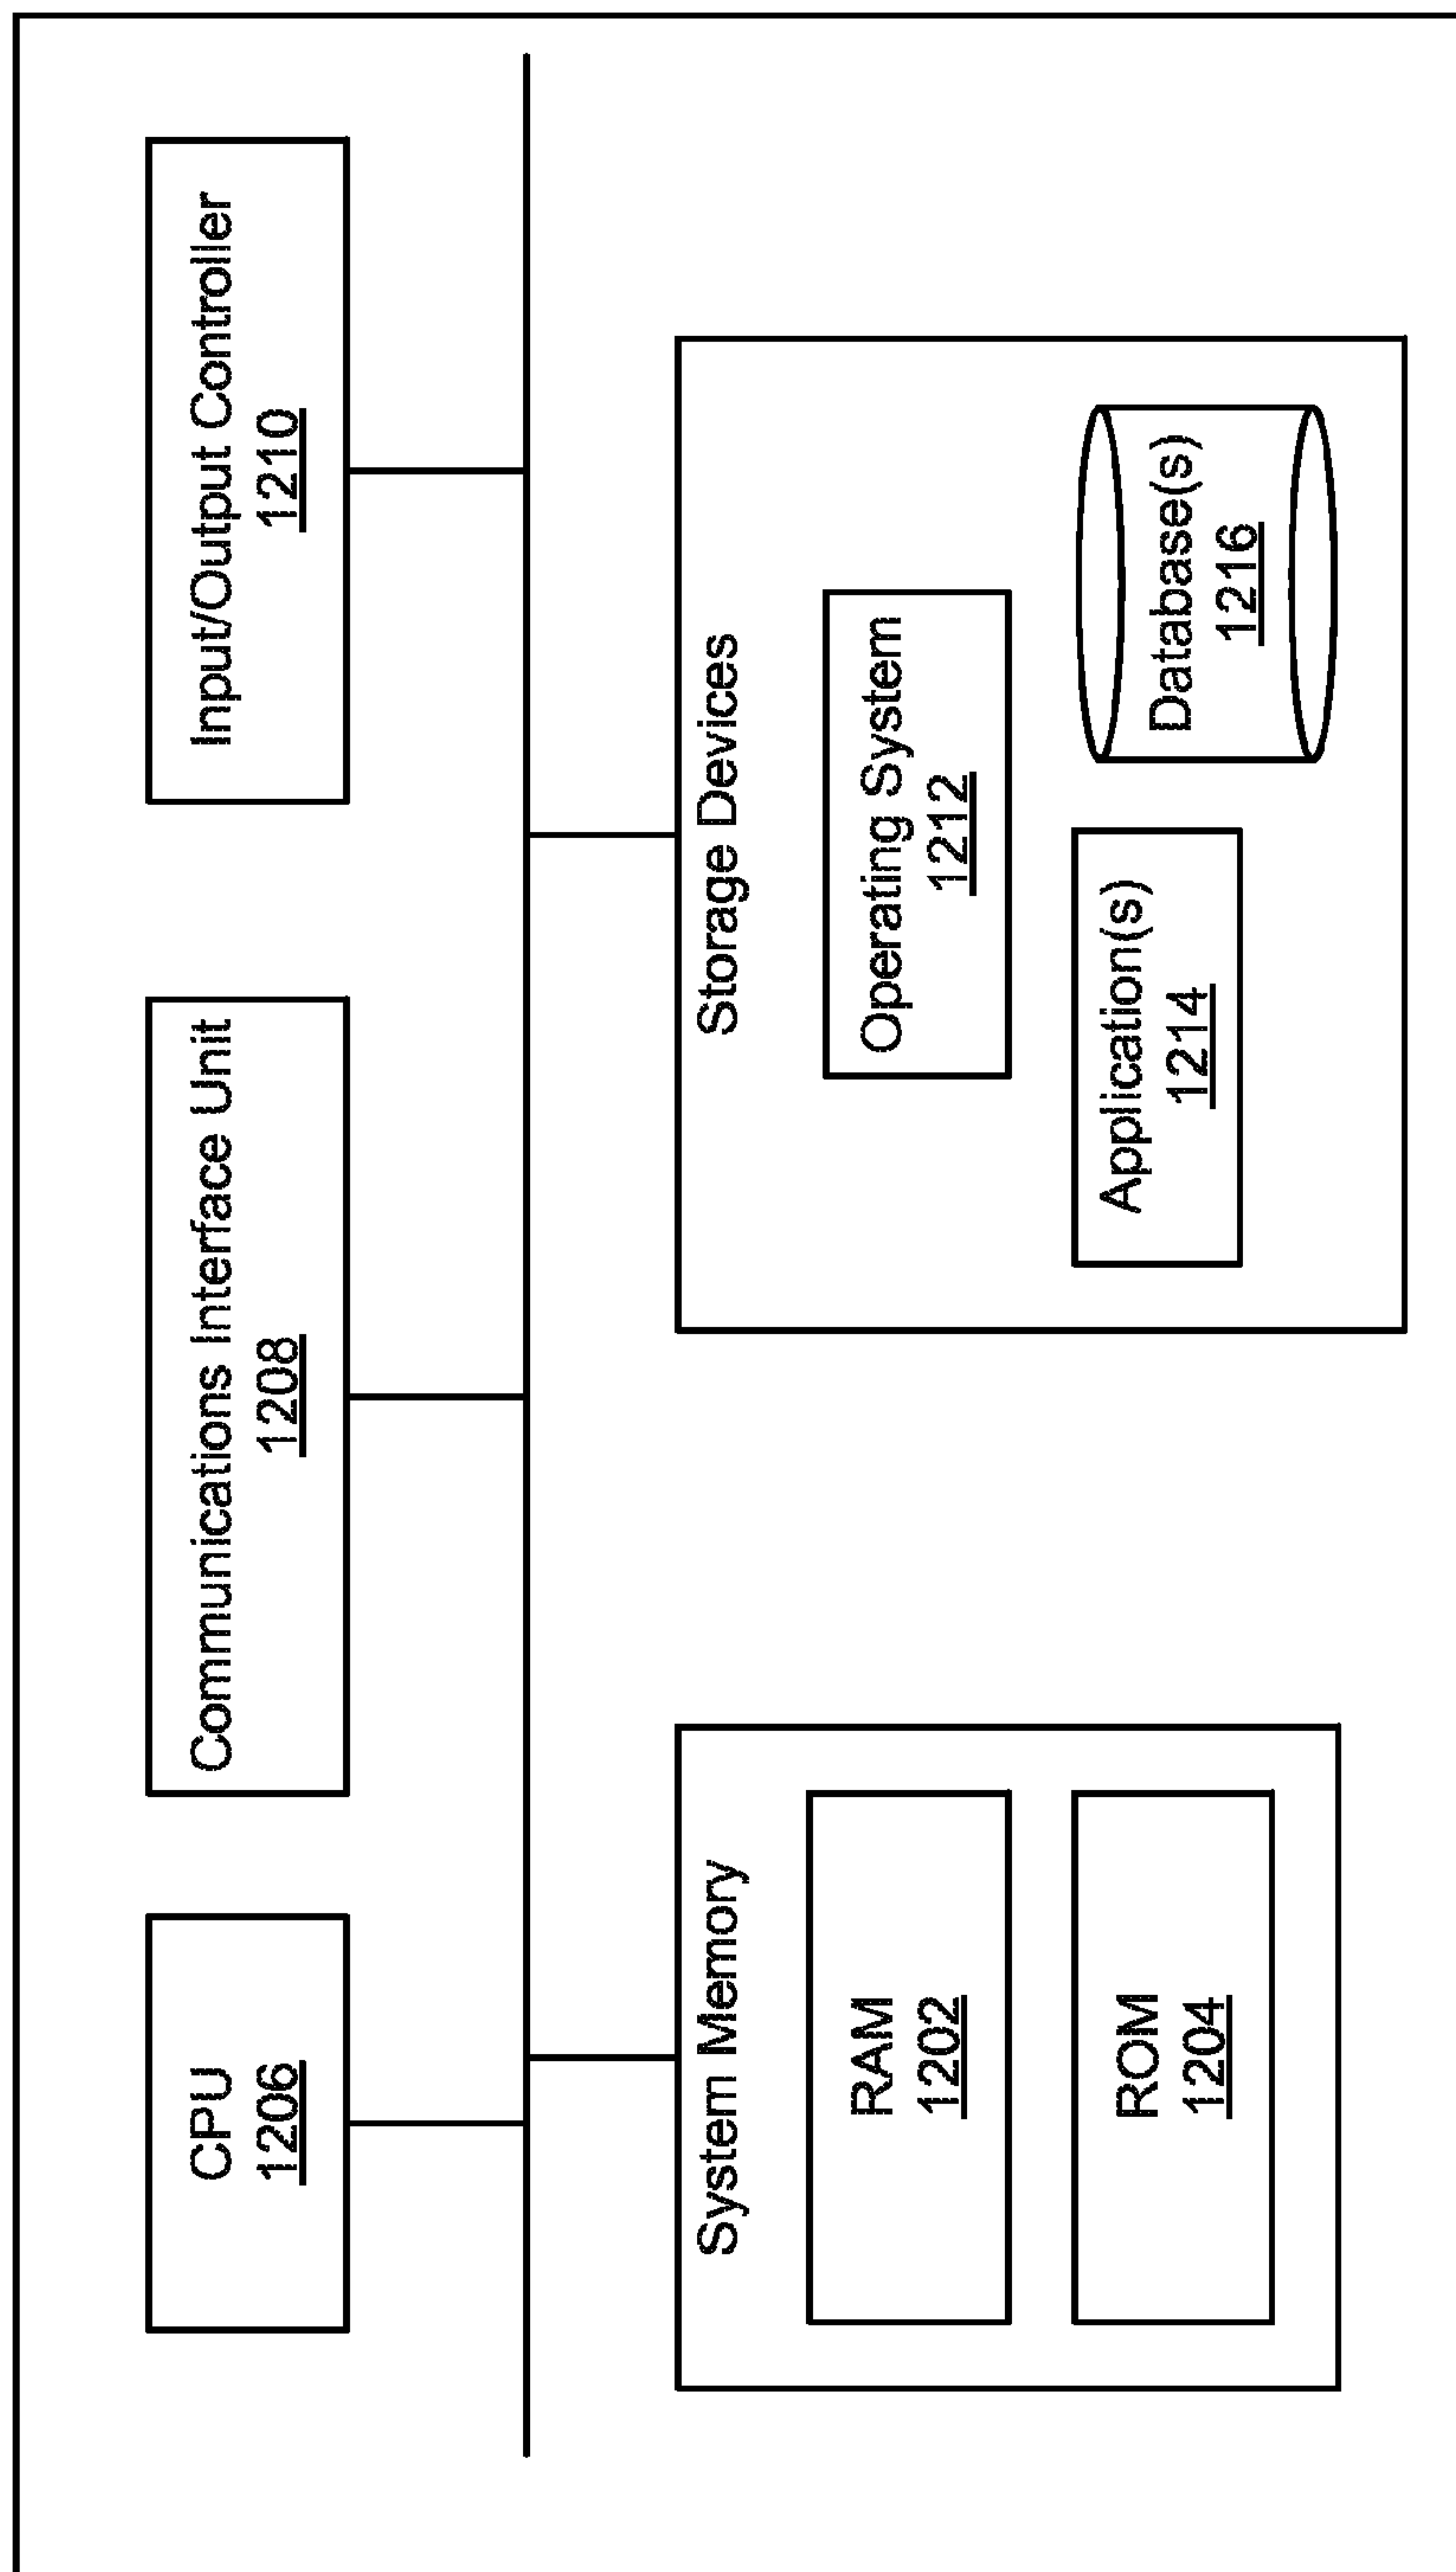 CPU
1206
Communications Interface Unit
1208
Input/Output Controller
1210
System Memory
RAM
1202
ROM
1204
Storage Devices
Operating System
1212
Application(s)
1214
Database(s)
1216